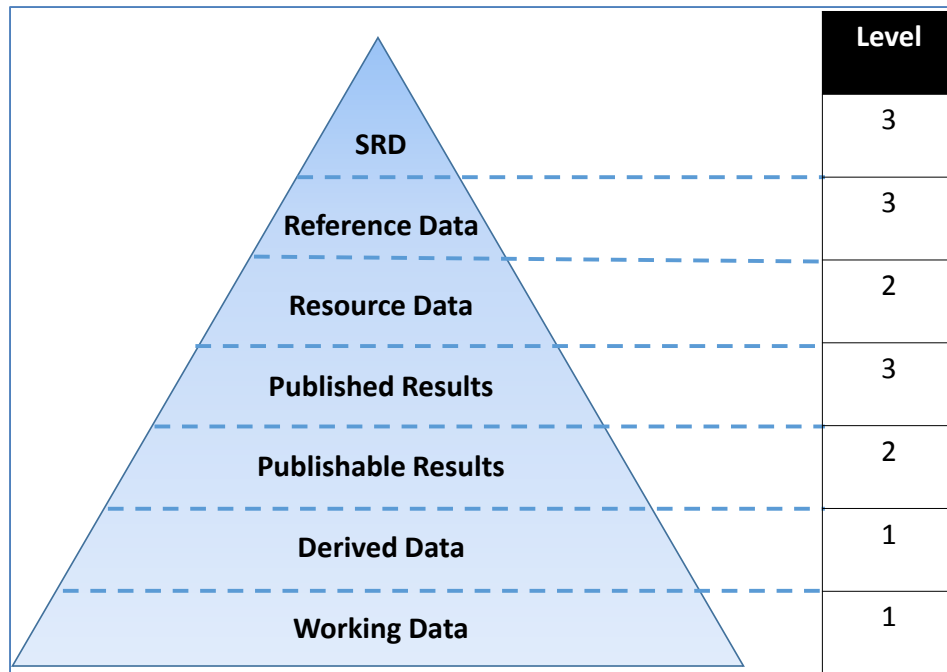 Level
SRD
3
Reference Data
3
Resource Data
2
Published Results
3
Publishable Results
2
Derived Data
1
Working Data
1